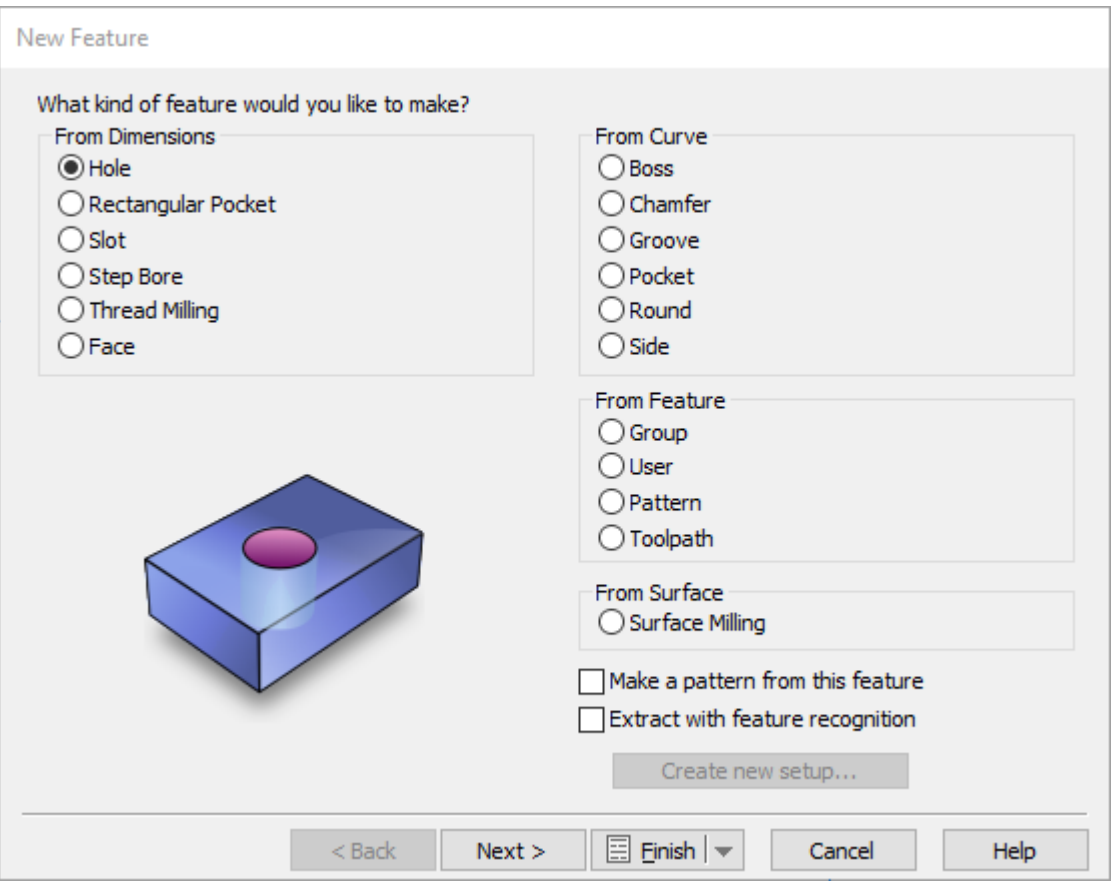 New Feature
What kind of feature would you like to make?
From Dimensions
Hole
Rectangular Pocket
Slot
Step Bore
Thread Milling
Face
From Curve
Boss
Chamfer
Groove
Pocket
Round
Side
From Feature
Group
User
Pattern
Toolpath
From Surface
Surface Milling
Make a pattern from this feature
Extract with feature recognition
Create new setup...
< Back
Next >
Finish
Cancel
Help